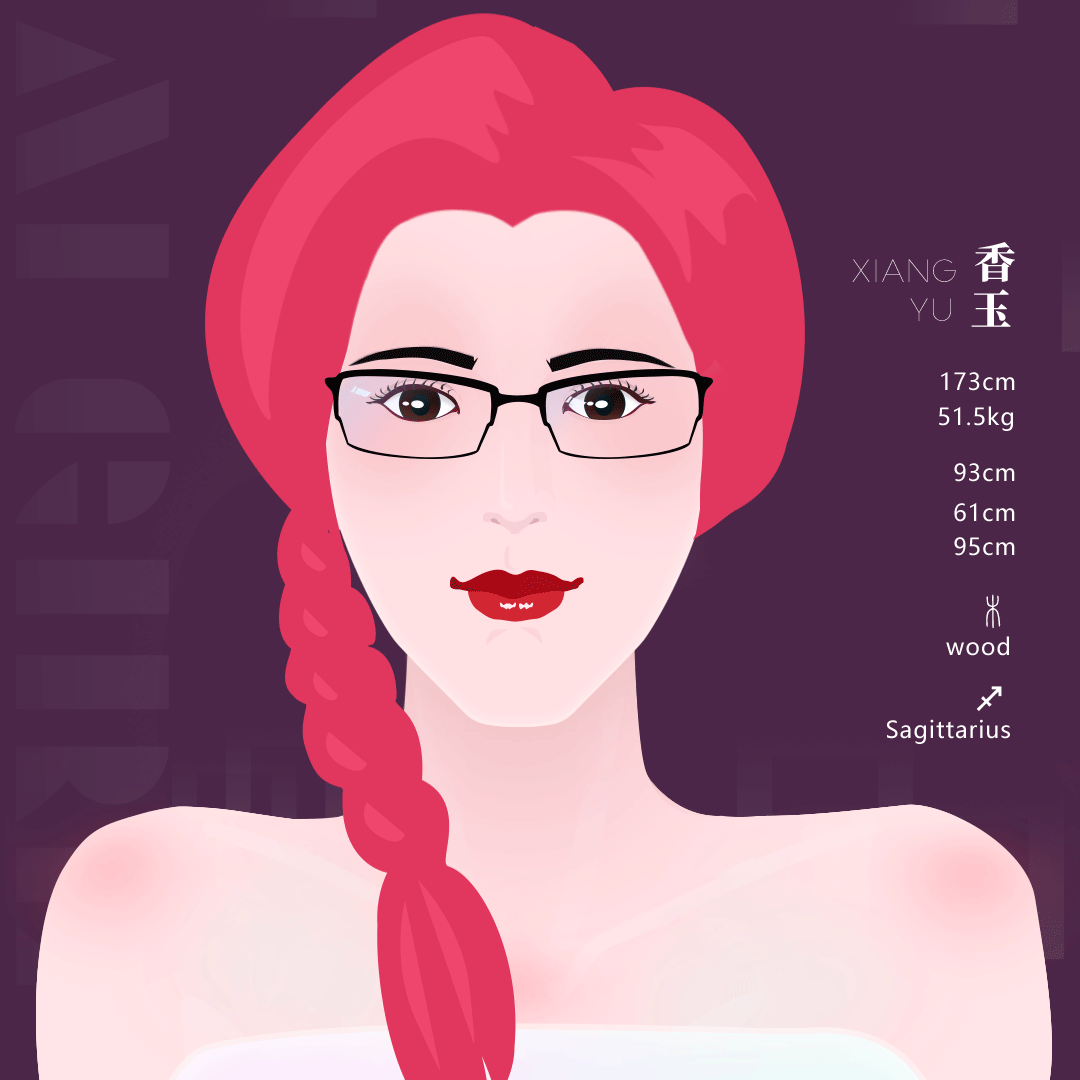 XIANG YU
香玉
173cm
51.5kg
93cm
61cm
95cm
wood
Sagittarius